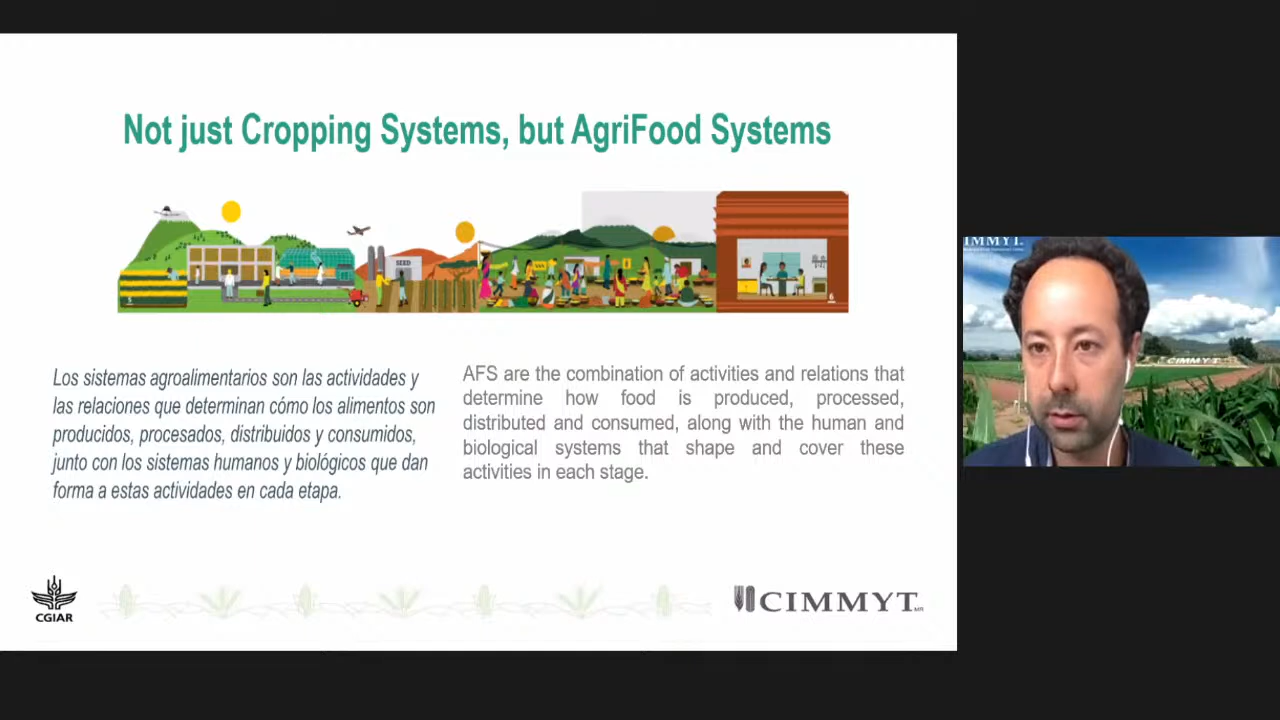 Not just Cropping Systems, but AgriFood Systems
SEED
6
Los sistemas agroalimentarios son las actividades y
las relaciones que determinan cómo los alimentos son
producidos, procesados, distribuidos y consumidos,
junto con los sistemas humanos y biológicos que dan
forma a estas actividades en cada etapa.
AFS are the combination of activities and relations that
determine how food is produced, processed,
distributed and consumed, along with the human and
biological systems that shape and cover these
activities in each stage.
CGIAR
CIMMYT
IMMYT.
CIMMYT